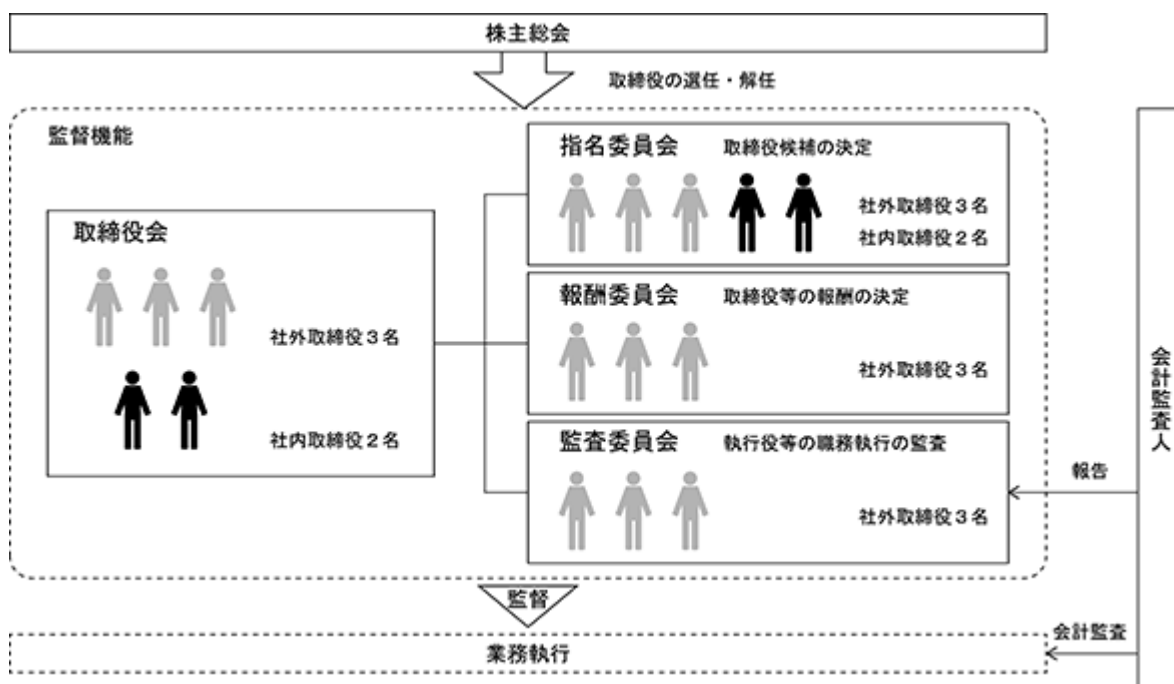 株主総会
取締役の選任・解任
監督機能
取締役会
社外取締役3名
社内取締役2名
指名委員会 取締役候補の決定
社外取締役3名
社内取締役2名
報酬委員会 取締役等の報酬の決定
社外取締役3名
監査委員会 執行役等の職務執行の監査
社外取締役3名
報告
会計監査人
監督
会計監査
業務執行